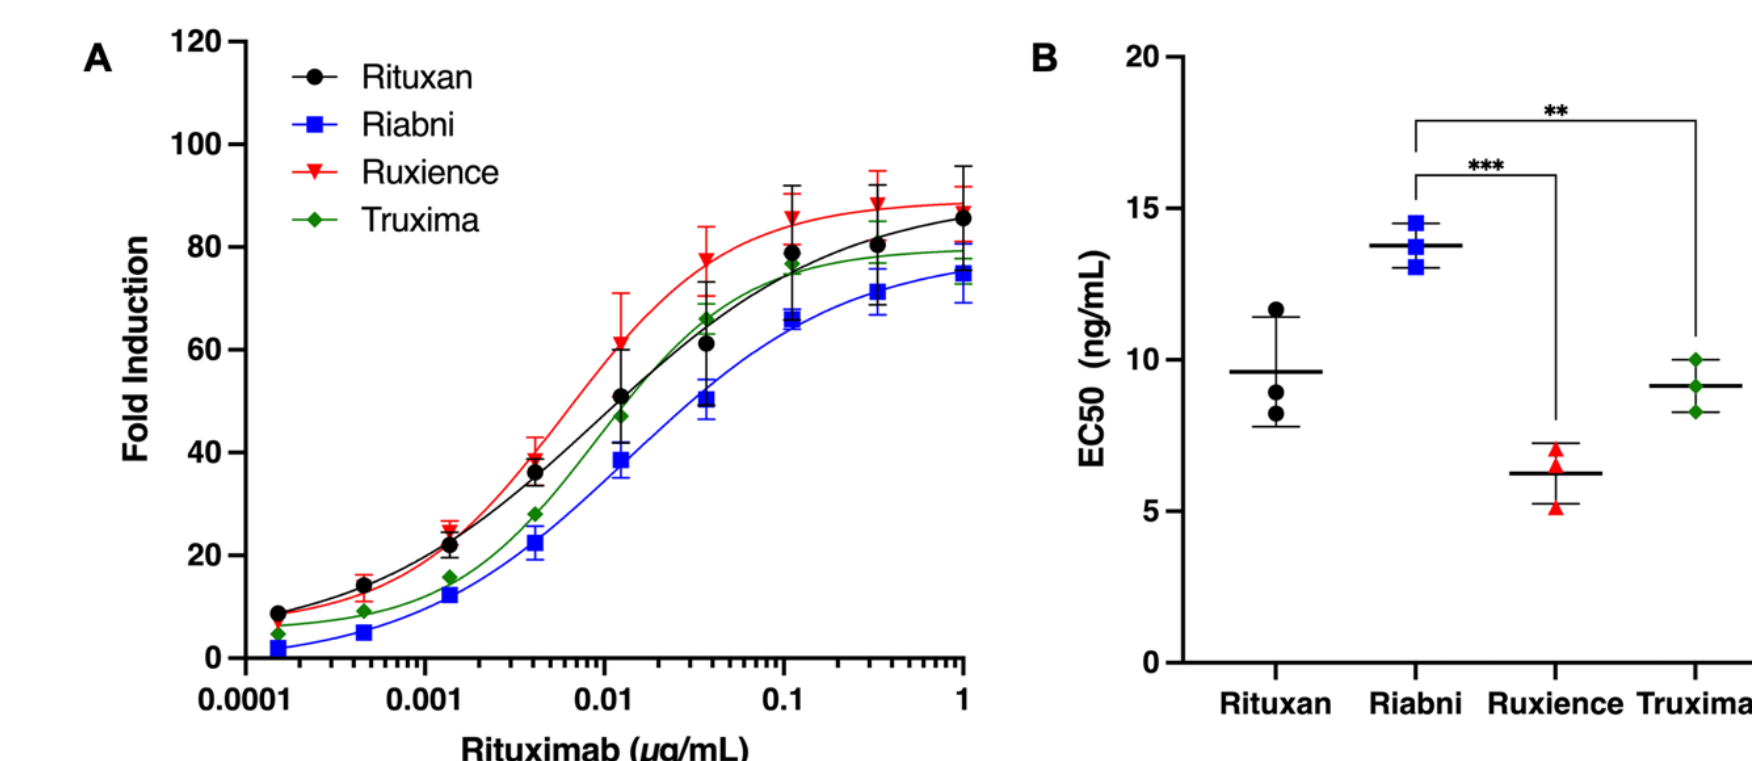 A
120
100
80
60
40
20
0
Fold Induction
Rituxan
Riabni
Ruxience
Truxima
0.0001 0.001 0.01 0.1 1
Rituximab (µg/mL)
B
20
15
10
5
0
EC50 (ng/mL)
**
***
Rituxan Riabni Ruxience Truxima